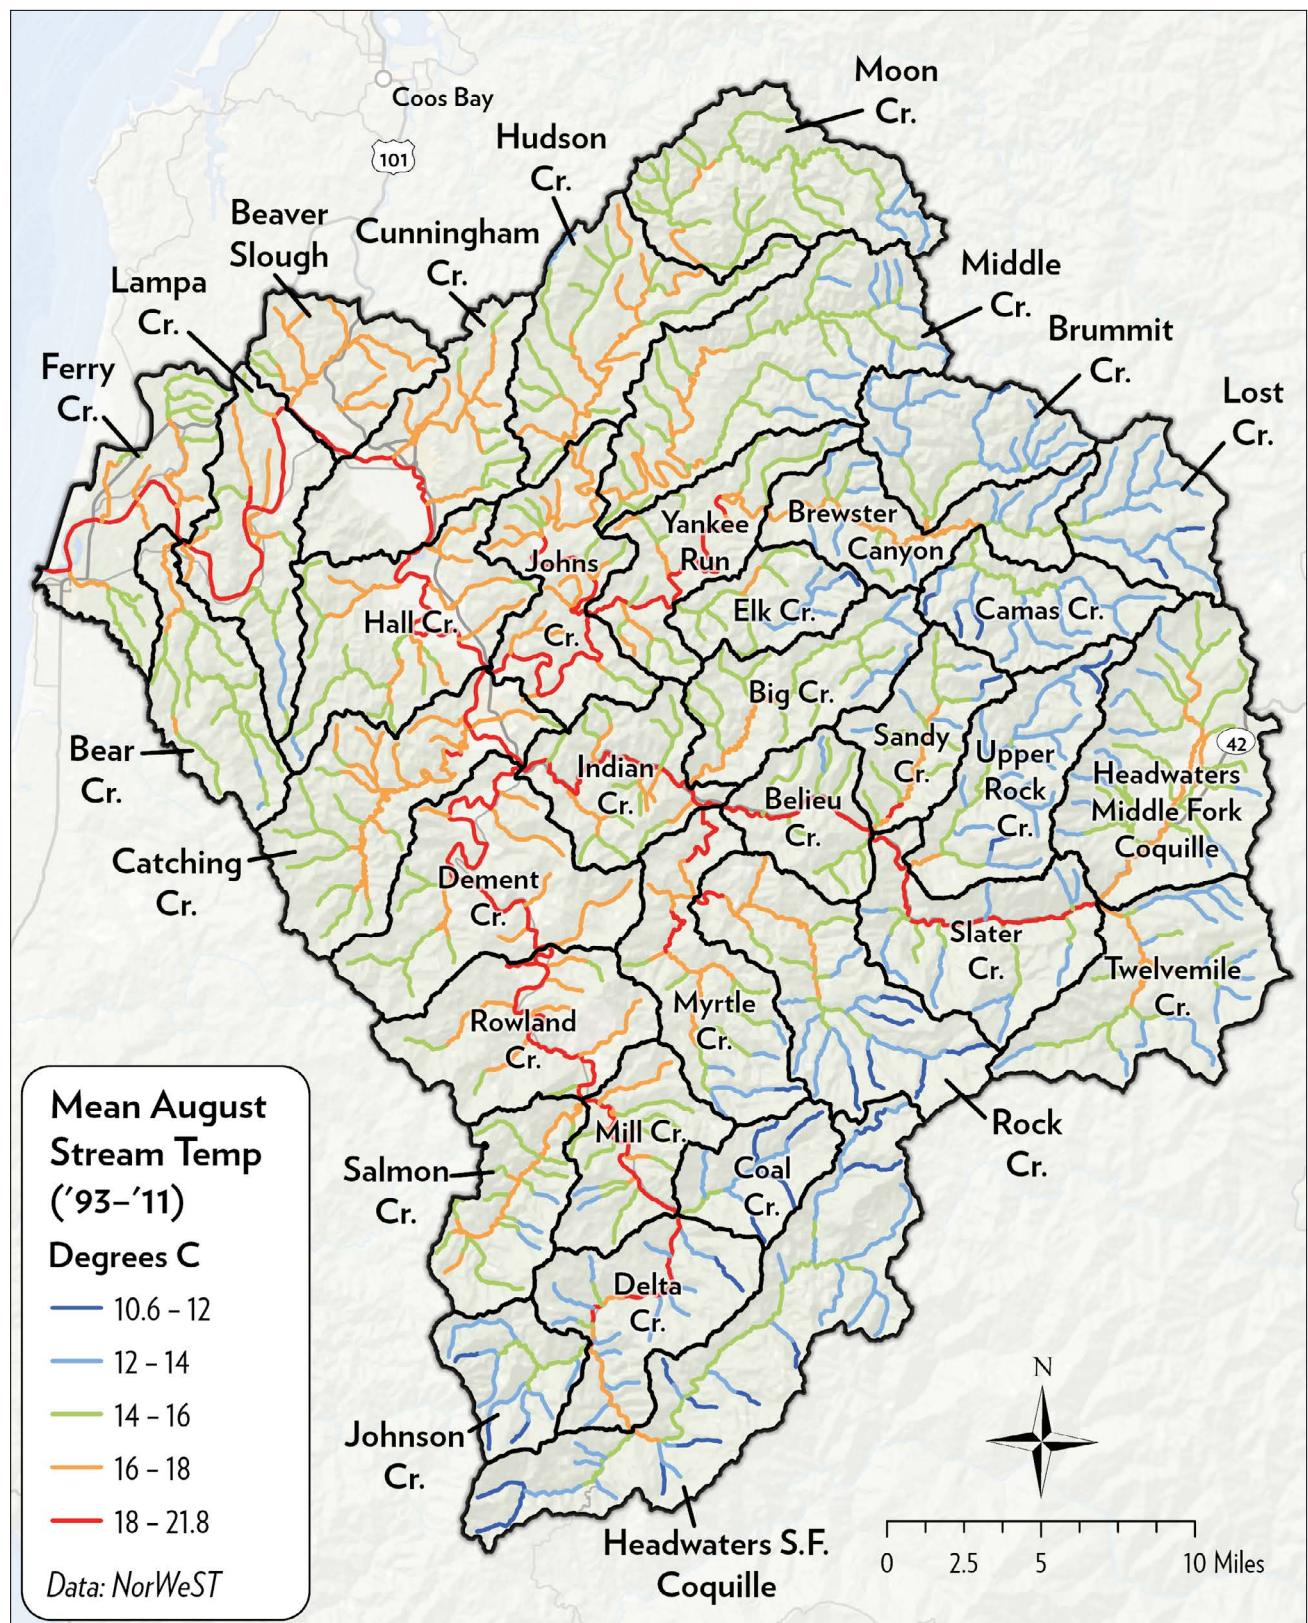 Moon
Cr.
Coos Bay
101
Hudson
Cr.
Beaver
Slough
Cunningham
Cr.
Middle
Cr.
Lampa
Cr.
Brummit
Cr.
Ferry
Cr.
Lost
Cr.
Yankee
Run
Brewster
Canyon
Johns
Cr.
Hall Cr.
Elk Cr.
Camas Cr.
Big Cr.
Bear
Cr.
Sandy
Cr.
Upper
Rock
Cr.
42
Indian
Cr.
Belieu
Cr.
Headwaters
Middle Fork
Coquille
Catching
Cr.
Dement
Cr.
Slater
Cr.
Twelvemile
Cr.
Myrtle
Cr.
Rowland
Cr.
Rock
Cr.
Mill Cr.
Salmon
Cr.
Coal
Cr.
Delta
Cr.
Johnson
Cr.
Headwaters S.F.
Coquille
Mean August
Stream Temp
('93–'11)
Degrees C
10.6 – 12
12 – 14
14 – 16
16 – 18
18 – 21.8
Data: NorWeST
N
0 2.5 5 10 Miles